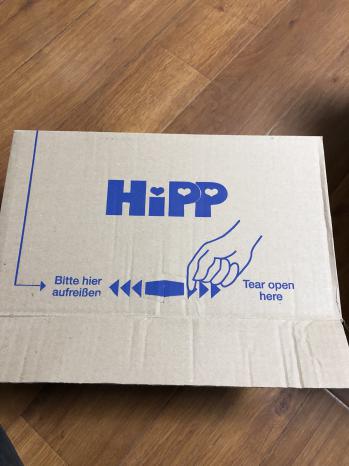 HiPP
Bitte hier
aufreißen
Tear open
here